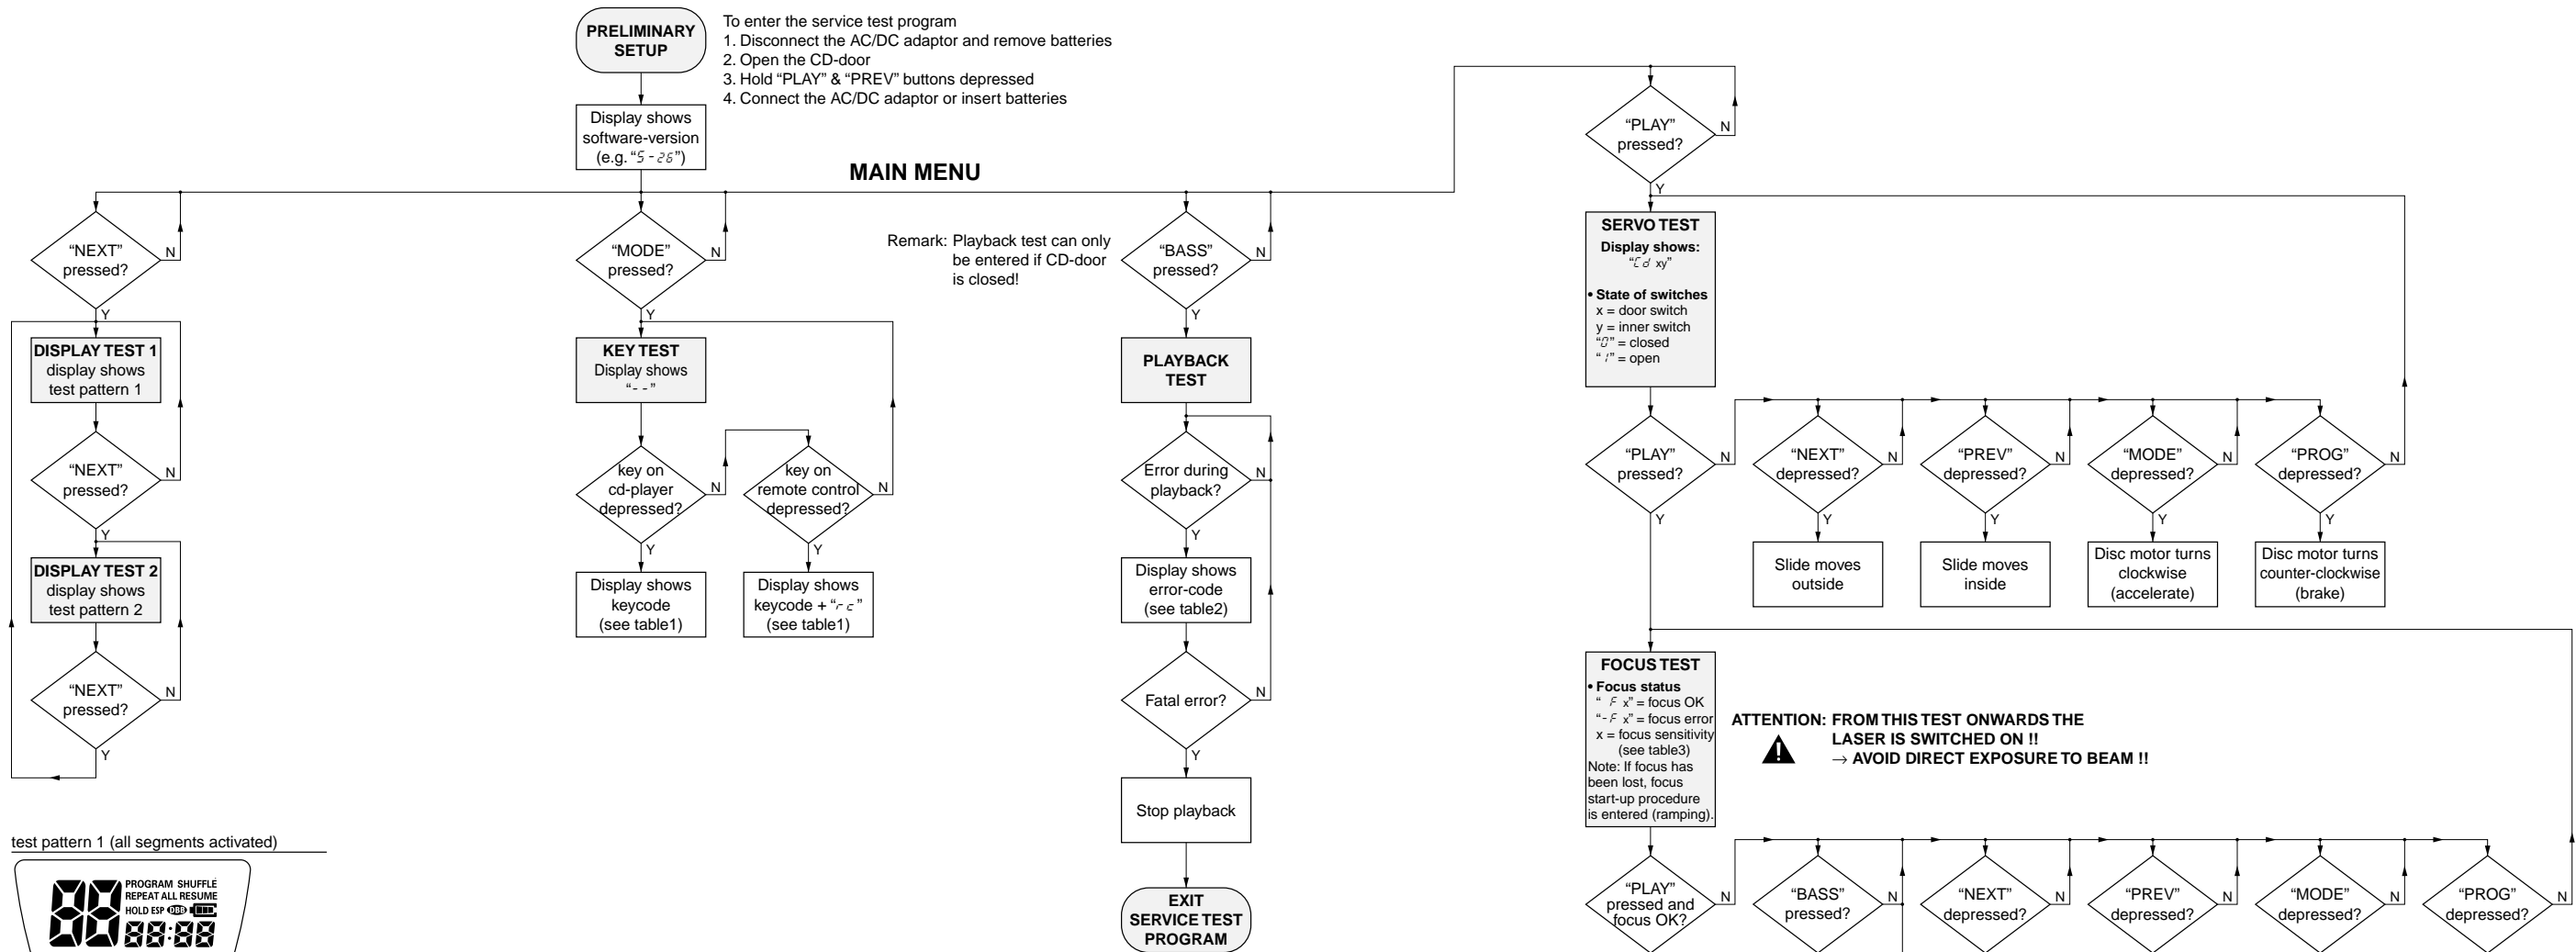 PRELIMINARY
SETUP
To enter the service test program
1. Disconnect the AC/DC adaptor and remove batteries
2. Open the CD-door
3. Hold “PLAY” & “PREV” buttons depressed
4. Connect the AC/DC adaptor or insert batteries
Display shows
software-version
(e.g. “5-26”)
MAIN MENU
“NEXT”
pressed?
N
Y
DISPLAY TEST 1
display shows
test pattern 1
“NEXT”
pressed?
N
Y
DISPLAY TEST 2
display shows
test pattern 2
“NEXT”
pressed?
N
Y
test pattern 1 (all segments activated)
88
PROGRAM SHUFFLE
REPEAT ALL RESUME
HOLD ESP DBB
88:88
“MODE”
pressed?
N
Y
KEY TEST
Display shows
“--”
key on
cd-player
depressed?
N
Y
Display shows
keycode
(see table1)
key on
remote control
depressed?
N
Y
Display shows
keycode + “rc”
(see table1)
Remark: Playback test can only
be entered if CD-door
is closed!
“BASS”
pressed?
N
Y
PLAYBACK
TEST
Error during
playback?
N
Y
Display shows
error-code
(see table2)
Fatal error?
N
Y
Stop playback
EXIT
SERVICE TEST
PROGRAM
“PLAY”
pressed?
N
Y
SERVO TEST
Display shows:
“Cd xy”
• State of switches
x = door switch
y = inner switch
“0” = closed
“1” = open
“PLAY”
pressed?
N
Y
“NEXT”
depressed?
N
Y
Slide moves
outside
“PREV”
depressed?
N
Y
Slide moves
inside
“MODE”
depressed?
N
Y
Disc motor turns
clockwise
(accelerate)
“PROG”
depressed?
N
Y
Disc motor turns
counter-clockwise
(brake)
FOCUS TEST
• Focus status
“ F x” = focus OK
“-F x” = focus error
x = focus sensitivity
(see table3)
Note: If focus has
been lost, focus
start-up procedure
is entered (ramping).
ATTENTION: FROM THIS TEST ONWARDS THE
LASER IS SWITCHED ON !!
→ AVOID DIRECT EXPOSURE TO BEAM !!
“PLAY”
pressed and
focus OK?
N
“BASS”
pressed?
N
“NEXT”
depressed?
N
“PREV”
depressed?
N
“MODE”
depressed?
N
“PROG”
depressed?
N